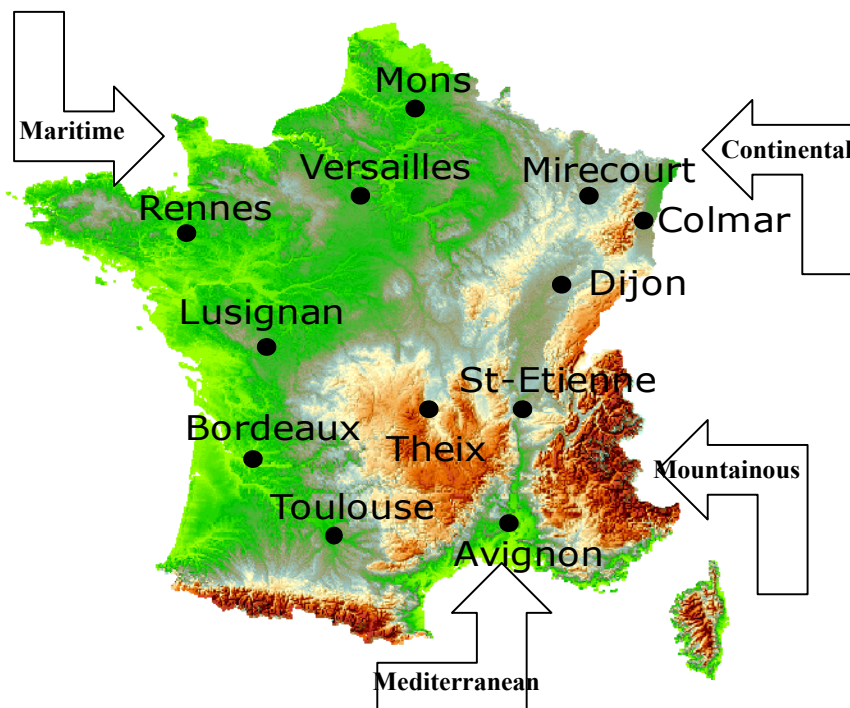 Mons
Maritime
Continental
Versailles
Mirecourt
Rennes
Colmar
Dijon
Lusignan
St-Etienne
Bordeaux
Theix
Mountainous
Toulouse
Avignon
Mediterranean